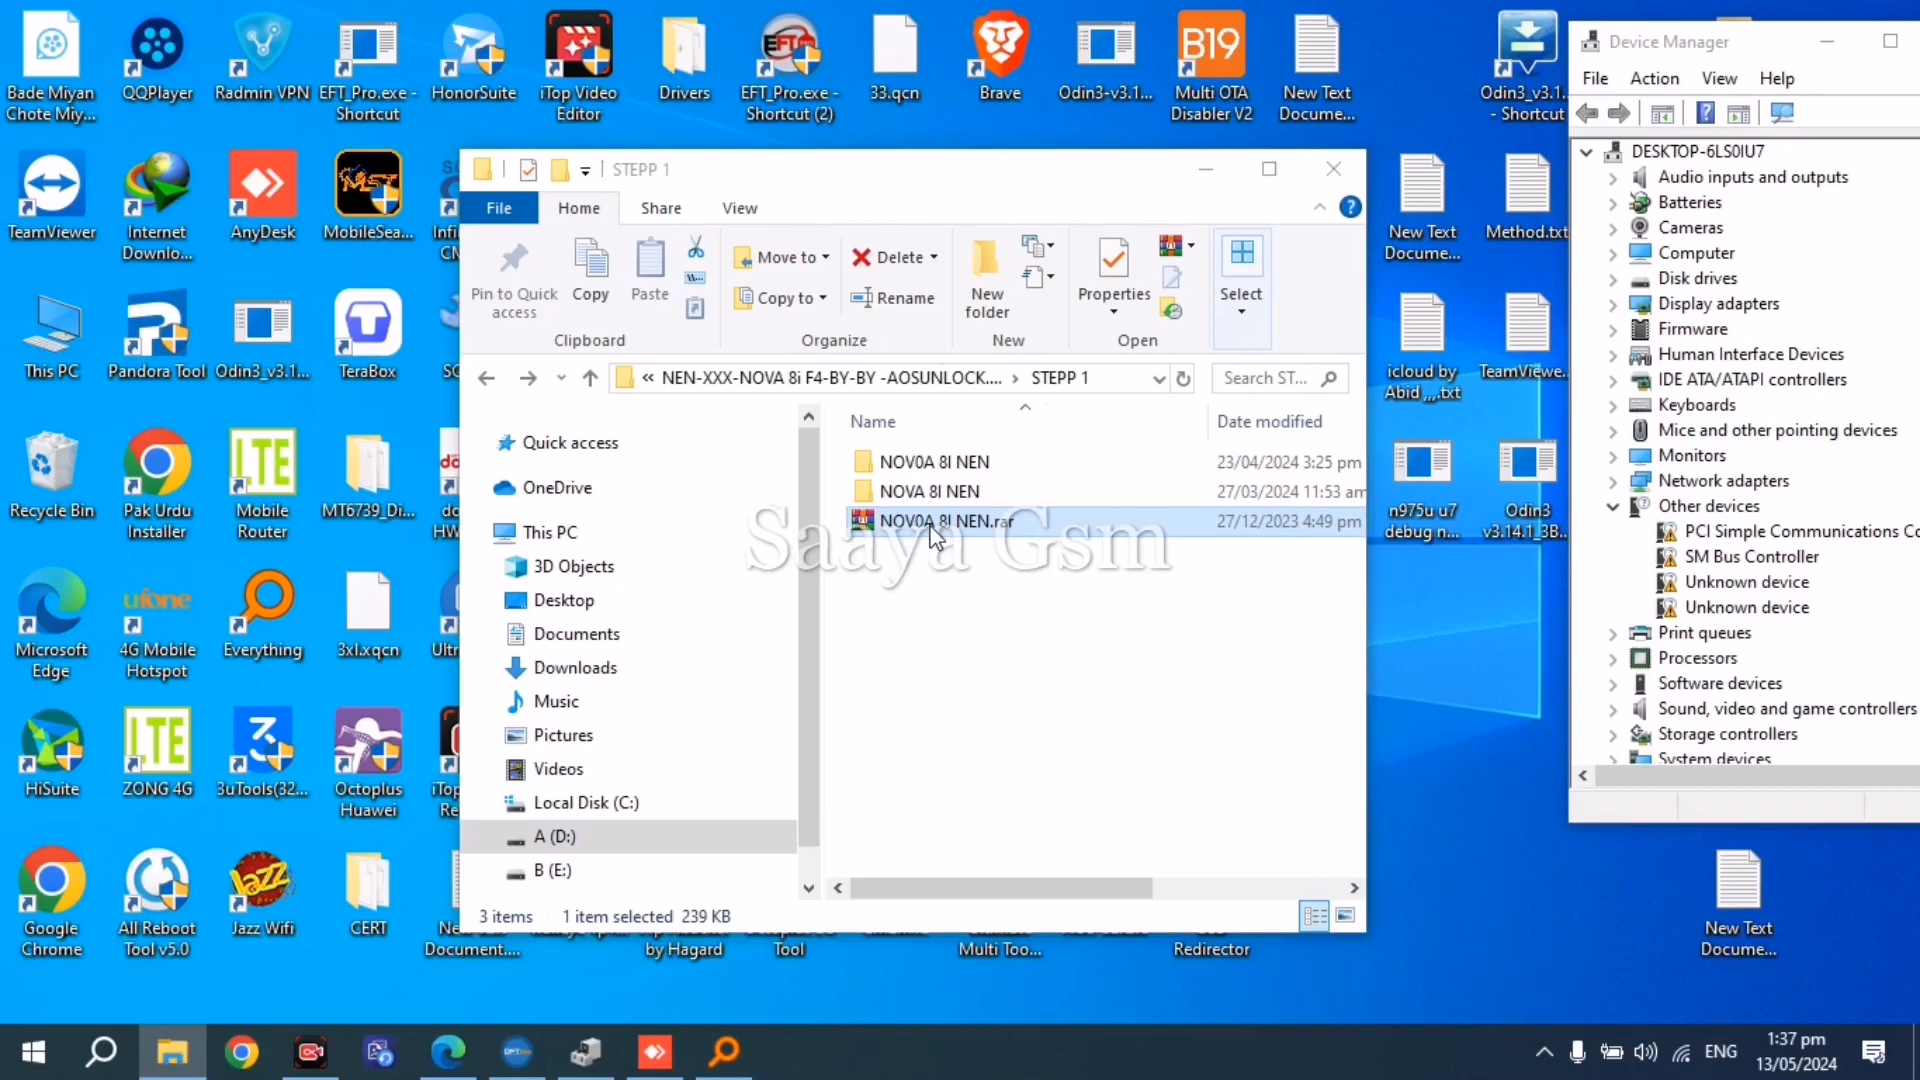 Bade Miyan
Chote Miy...
QQPlayer
Radmin VPN
EFT_Pro.exe -
Shortcut
HonorSuite
iTop Video
Editor
Drivers
EFT_Pro.exe -
Shortcut (2)
33.qcn
Brave
Odin3-v3.1...
B19
Multi OTA
Disabler V2
New Text
Docume...
Odin3_v3.1...
- Shortcut
TeamViewer
Internet
Downlo...
AnyDesk
MobileSea...
New Text
Docume...
Method.txt
This PC
Pandora Tool
Odin3_v3.1...
TeraBox
icloud by
Abid ,,,.txt
TeamViewe...
Recycle Bin
Pak Urdu
Installer
LTE
Mobile
Router
MT6739_Di...
n975u u7
debug n...
Odin3
v3.14.1_3B...
Microsoft
Edge
ufone
4G Mobile
Hotspot
Everything
3xl.xqcn
HiSuite
LTE
ZONG 4G
3uTools(32...
Octoplus
Huawei
Google
Chrome
All Reboot
Tool v5.0
Jazz
Jazz Wifi
CERT
Document....
by Hagard
Tool
Multi Too...
Redirector
New Text
Docume...
STEPP 1
File
Home
Share
View
Pin to Quick
access
Copy
Paste
Move to
Copy to
Delete
Rename
New
folder
Properties
Select
Clipboard
Organize
New
Open
« NEN-XXX-NOVA 8i F4-BY-BY -AOSUNLOCK.... › STEPP 1
Search ST...
Name
Date modified
NOV0A 8I NEN
23/04/2024 3:25 pm
NOVA 8I NEN
27/03/2024 11:53 am
NOV0A 8I NEN.rar
27/12/2023 4:49 pm
Saaya Gsm
Quick access
OneDrive
This PC
3D Objects
Desktop
Documents
Downloads
Music
Pictures
Videos
Local Disk (C:)
A (D:)
B (E:)
3 items
1 item selected 239 KB
Device Manager
File
Action
View
Help
DESKTOP-6LS0IU7
Audio inputs and outputs
Batteries
Cameras
Computer
Disk drives
Display adapters
Firmware
Human Interface Devices
IDE ATA/ATAPI controllers
Keyboards
Mice and other pointing devices
Monitors
Network adapters
Other devices
PCI Simple Communications Co
SM Bus Controller
Unknown device
Unknown device
Print queues
Processors
Software devices
Sound, video and game controllers
Storage controllers
System devices
ENG
1:37 pm
13/05/2024